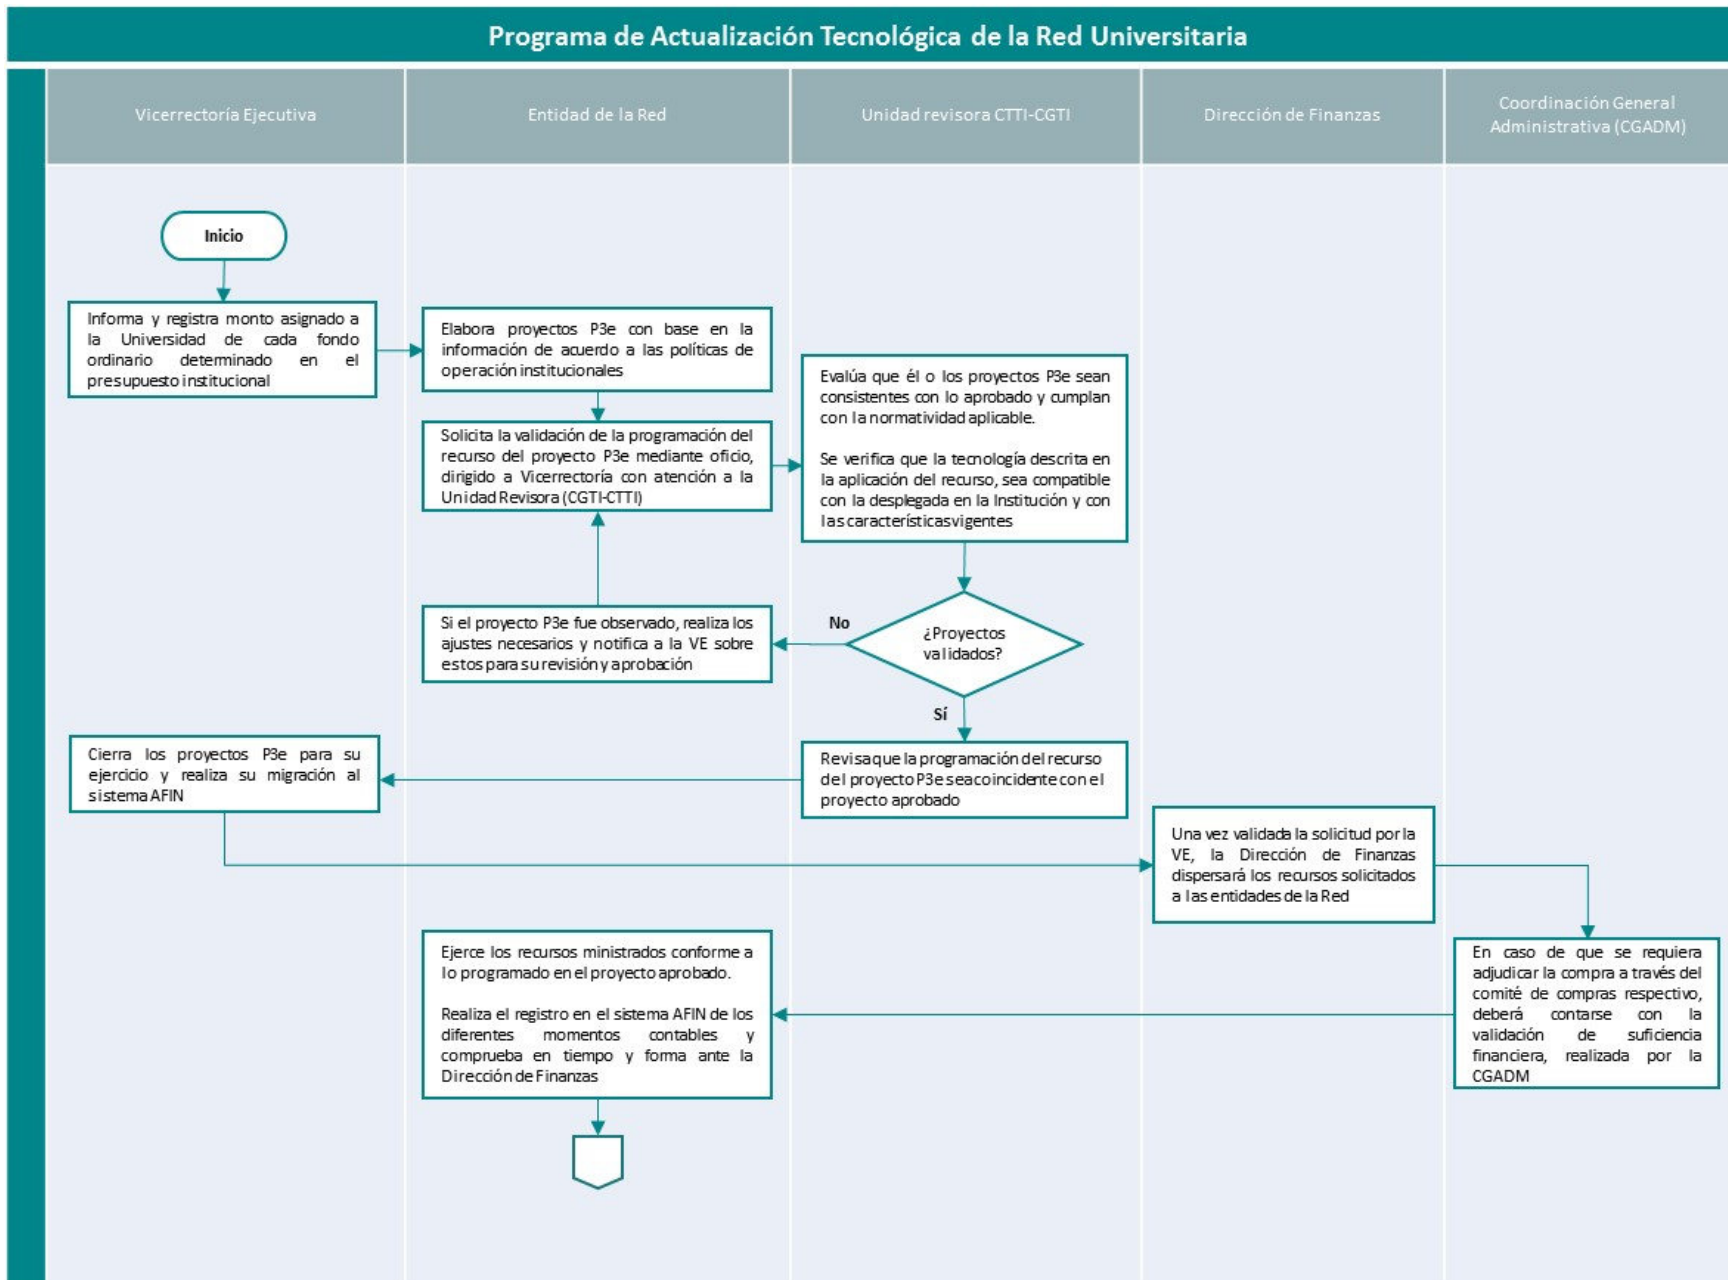 Programa de Actualización Tecnológica de la Red Universitaria
Vicerrectoría Ejecutiva
Entidad de la Red
Unidad revisora CTTI-CGTI
Dirección de Finanzas
Coordinación General
Administrativa (CGADM)
Inicio
Informa y registra monto asignado a
la Universidad de cada fondo
ordinario determinado en el
presupuesto institucional
Elabora proyectos P3e con base en la
información de acuerdo a las políticas de
operación institucionales
Solicita la validación de la programación del
recurso del proyecto P3e mediante oficio,
dirigido a Vicerrectoría con atención a la
Unidad Revisora (CGTI-CTTI)
Evalúa que él o los proyectos P3e sean
consistentes con lo aprobado y cumplan
con la normatividad aplicable.
Se verifica que la tecnología descrita en
la aplicación del recurso, sea compatible
con la desplegada en la Institución y con
las características vigentes
¿Proyectos
validados?
No
Si el proyecto P3e fue observado, realiza los
ajustes necesarios y notifica a la VE sobre
estos para su revisión y aprobación
Sí
Revisa que la programación del recurso
del proyecto P3e sea coincidente con el
proyecto aprobado
Cierra los proyectos P3e para su
ejercicio y realiza su migración al
sistema AFIN
Una vez validada la solicitud por la
VE, la Dirección de Finanzas
dispersará los recursos solicitados
a las entidades de la Red
En caso de que se requiera
adjudicar la compra a través del
comité de compras respectivo,
deberá contarse con la
validación de suficiencia
financiera, realizada por la
CGADM
Ejerce los recursos ministrados conforme a
lo programado en el proyecto aprobado.
Realiza el registro en el sistema AFIN de los
diferentes momentos contables y
comprueba en tiempo y forma ante la
Dirección de Finanzas